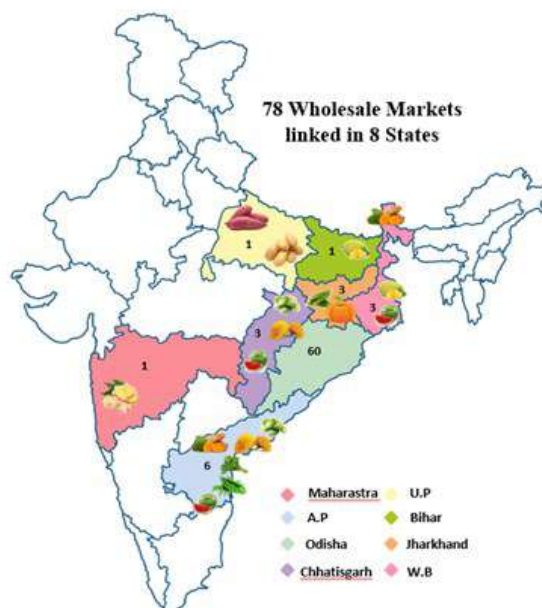 78 Wholesale Markets
linked in 8 States
1
1
3
3
3
60
1
6
Maharastra
U.P
A.P
Bihar
Odisha
Jharkhand
Chhatisgarh
W.B